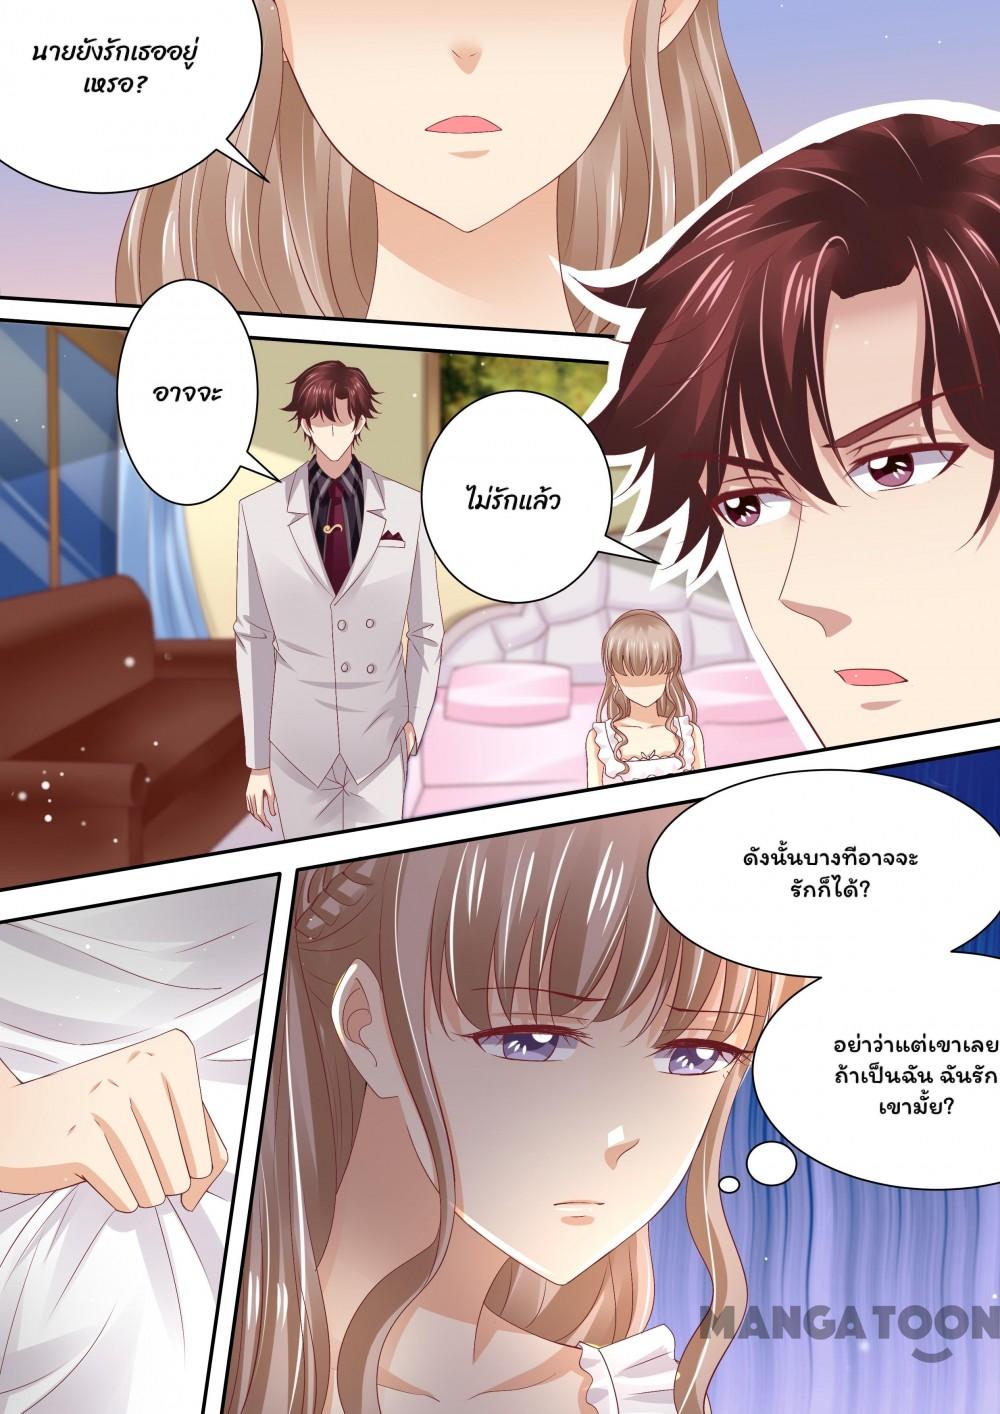 นายยังรักเธออยู่
เหรอ?
อาจจะ
ไม่รักแล้ว
ดังนั้นบางทีอาจจะ
รักก็ได้?
อย่าว่าแต่เขาเลย
ถ้าเป็นฉัน ฉันรัก
เขามั้ย?
MANGATOON